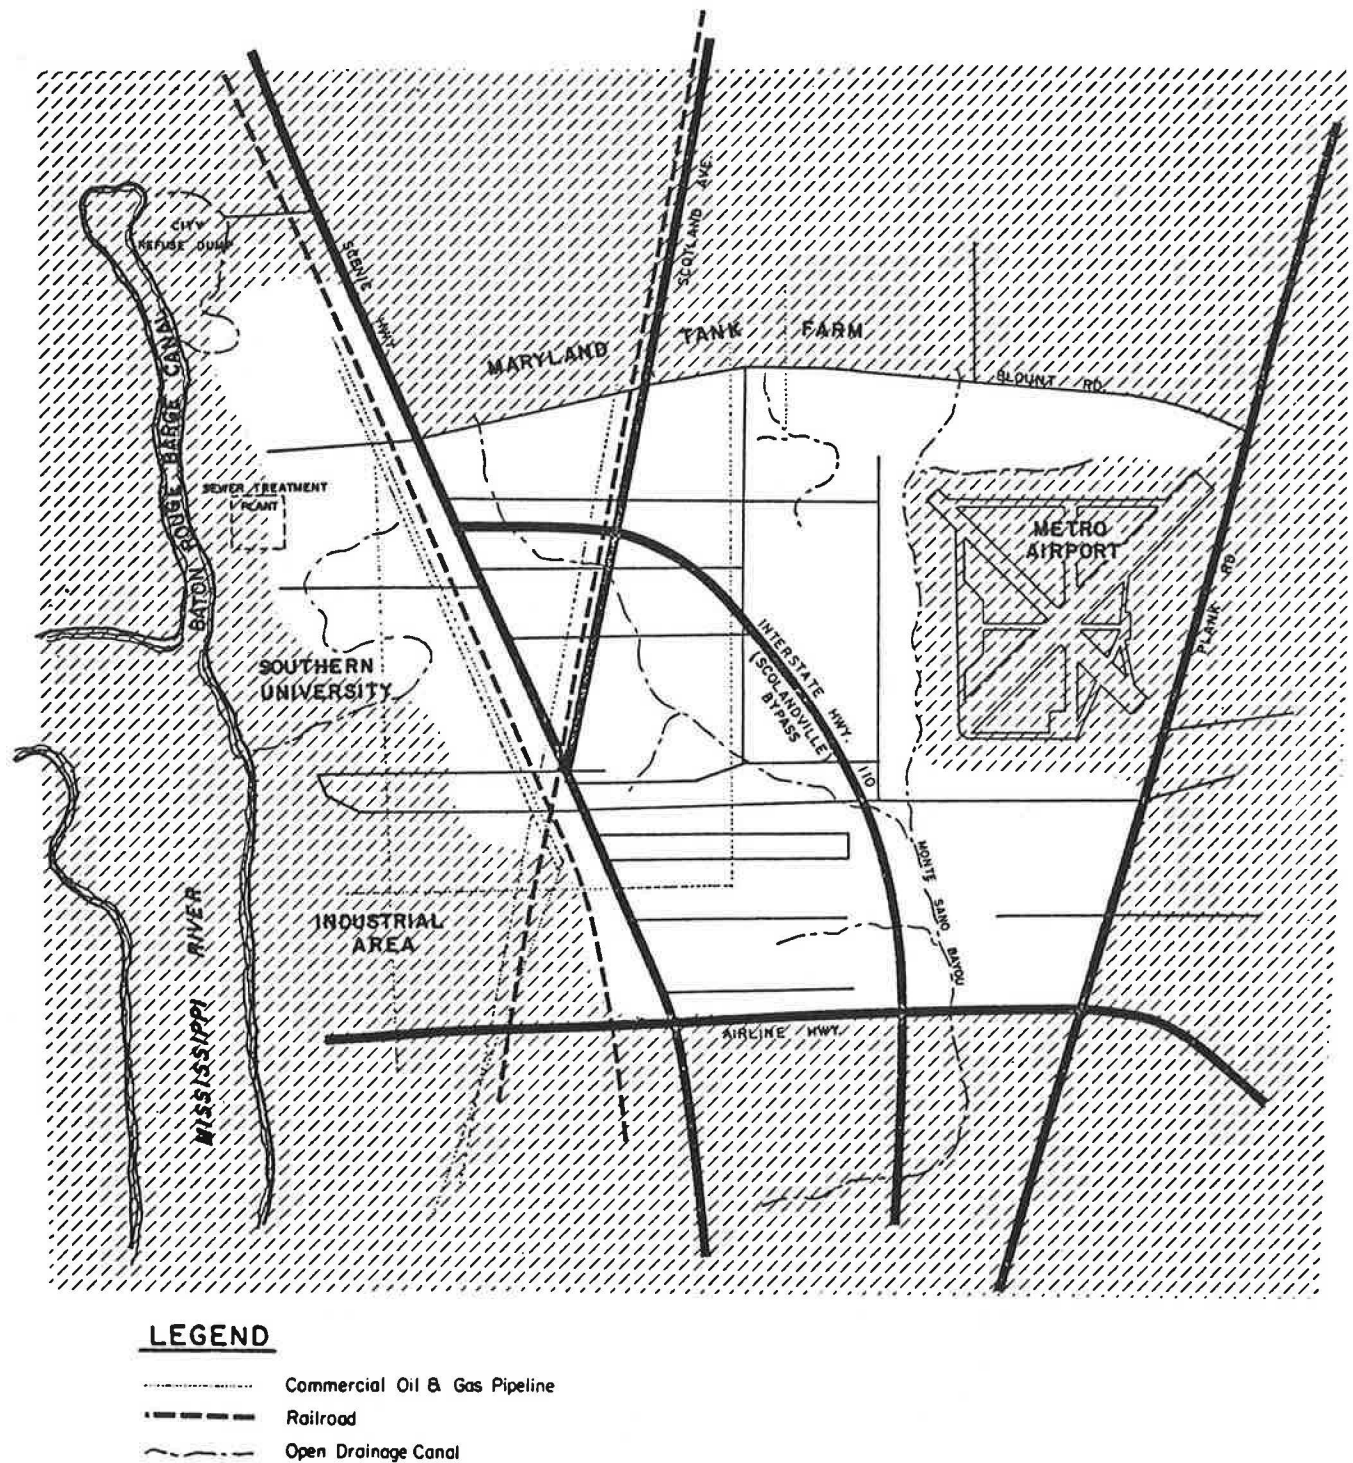 SCOTLAND AVE.
CITY
REFUSE DUMP
SCENIC HWY.
MARYLAND TANK FARM
BLOUNT RD.
BATON ROUGE BARGE CANAL
SEWER TREATMENT
PLANT
METRO
AIRPORT
PLANK RD
SOUTHERN
UNIVERSITY
INTERSTATE HWY. 110
(SCOLANDVILLE)
BYPASS
MONTE SANO BAYOU
INDUSTRIAL
AREA
MISSISSIPPI RIVER
AIRLINE HWY.
LEGEND
Commercial Oil & Gas Pipeline
Railroad
Open Drainage Canal